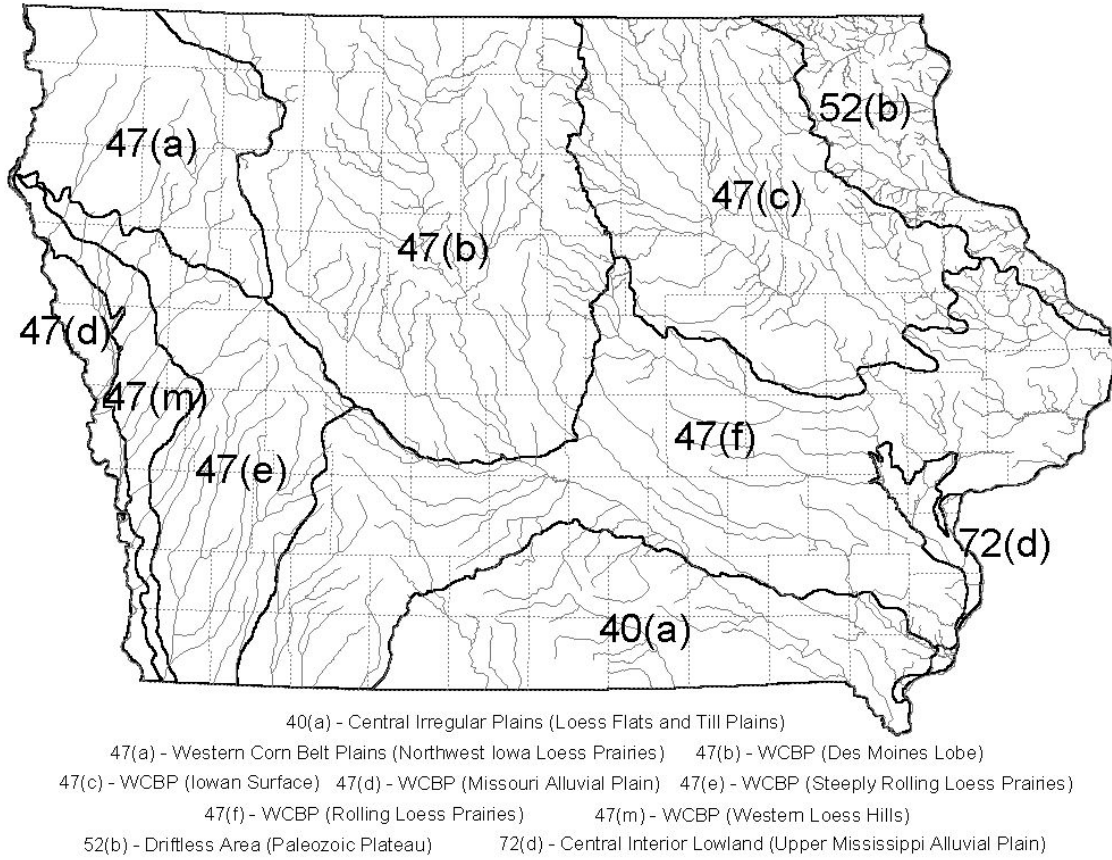 52(b)
47(a)
47(c)
47(b)
47(d)
47(m)
47(f)
47(e)
72(d)
40(a)
40(a) - Central Irregular Plains (Loess Flats and Till Plains)
47(a) - Western Corn Belt Plains (Northwest Iowa Loess Prairies) 47(b) - WCBP (Des Moines Lobe)
47(c) - WCBP (Iowan Surface) 47(d) - WCBP (Missouri Alluvial Plain) 47(e) - WCBP (Steeply Rolling Loess Prairies)
47(f) - WCBP (Rolling Loess Prairies) 47(m) - WCBP (Western Loess Hills)
52(b) - Driftless Area (Paleozoic Plateau) 72(d) - Central Interior Lowland (Upper Mississippi Alluvial Plain)